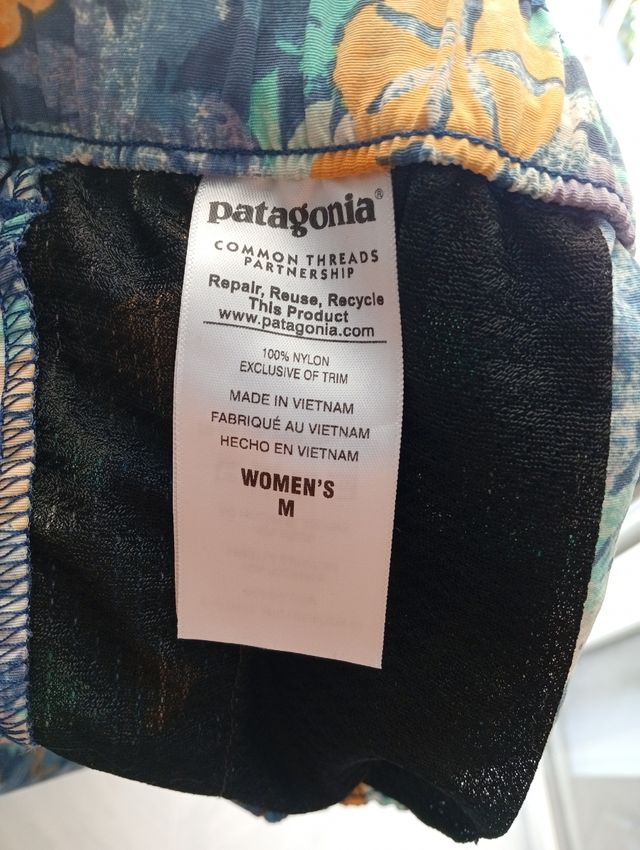 patagonia®
COMMON THREADS
PARTNERSHIP
Repair, Reuse, Recycle
This Product
www.patagonia.com
100% NYLON
EXCLUSIVE OF TRIM
MADE IN VIETNAM
FABRIQUÉ AU VIETNAM
HECHO EN VIETNAM
WOMEN'S
M